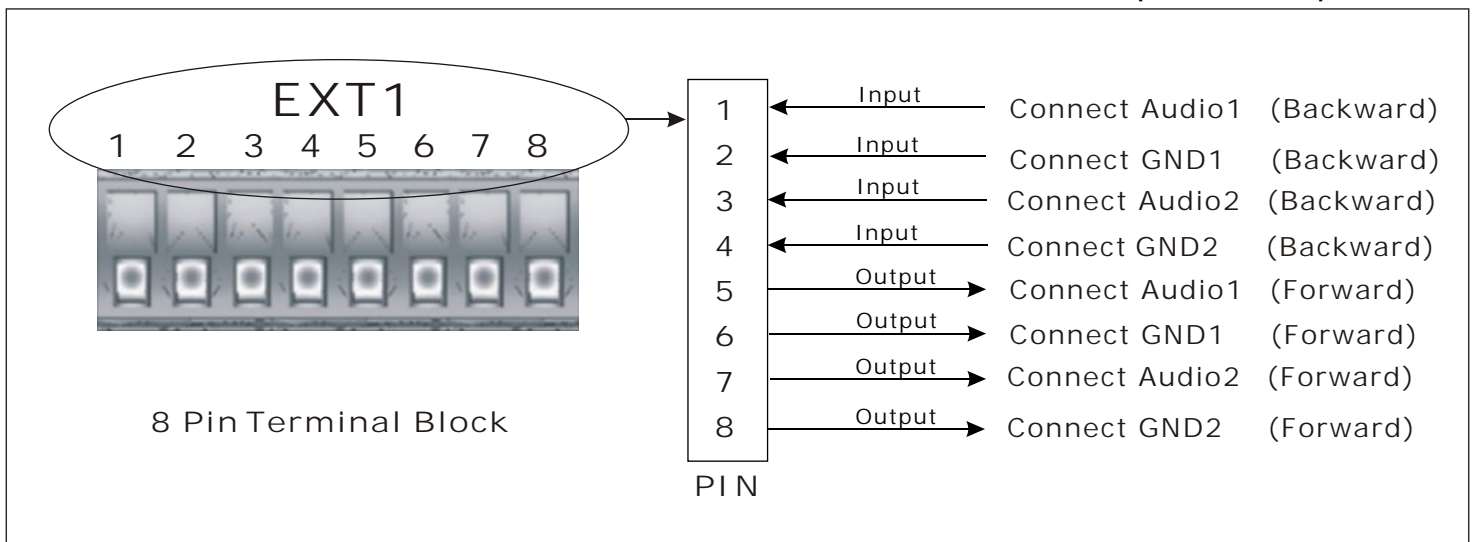 EXT1
1 2 3 4 5 6 7 8
8 Pin Terminal Block
1 Input Connect Audio1 (Backward)
2 Input Connect GND1 (Backward)
3 Input Connect Audio2 (Backward)
4 Input Connect GND2 (Backward)
5 Output Connect Audio1 (Forward)
6 Output Connect GND1 (Forward)
7 Output Connect Audio2 (Forward)
8 Output Connect GND2 (Forward)
PIN